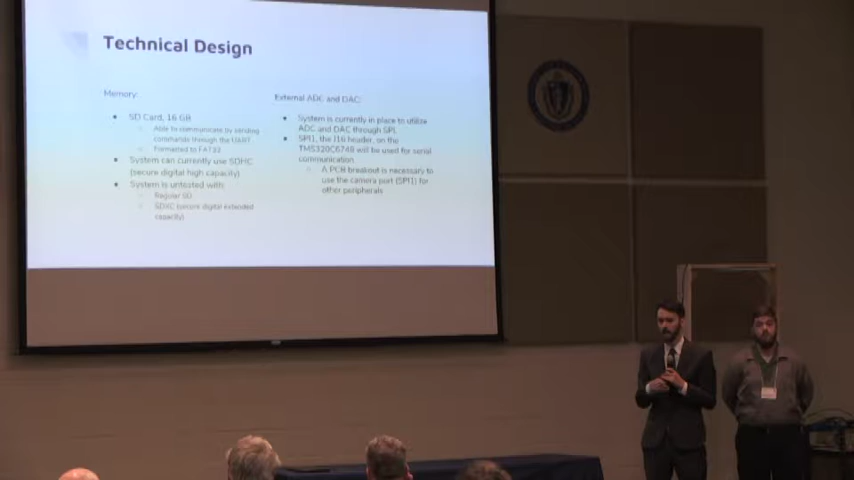 Technical Design
Memory:
SD Card, 16 GB
Able to communicate by sending
commands through the UART
Formatted to FAT32
System can currently use SDHC
(secure digital high capacity)
System is untested with:
Regular SD
SDXC (secure digital extended
capacity)
External ADC and DAC:
System is currently in place to utilize
ADC and DAC through SPI.
SPI1, the J16 header, on the
TMS320C6748 will be used for serial
communication
A PCB breakout is necessary to
use the camera port (SPI1) for
other peripherals